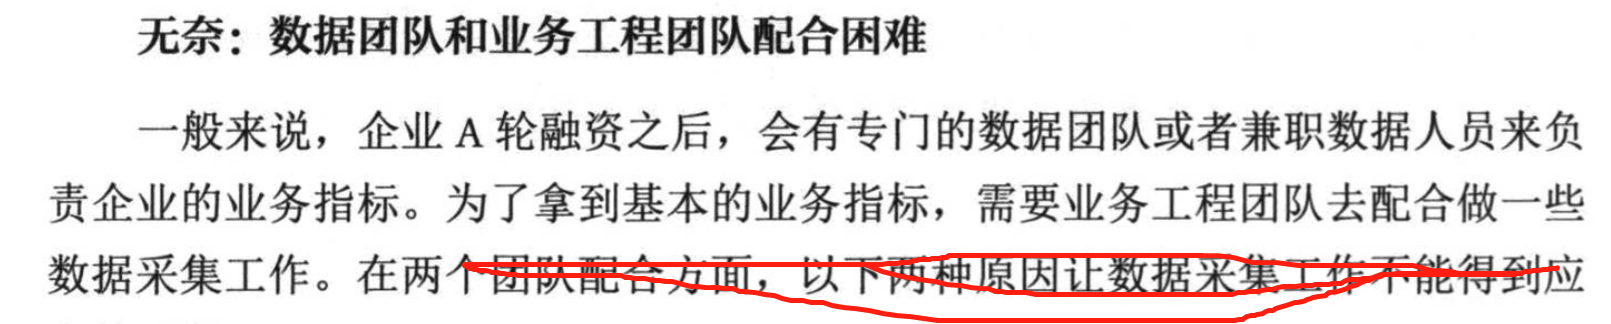 无奈：数据团队和业务工程团队配合困难
一般来说，企业 A 轮融资之后，会有专门的数据团队或者兼职数据人员来负
责企业的业务指标。为了拿到基本的业务指标，需要业务工程团队去配合做一些
数据采集工作。在两个团队配合方面，以下两种原因让数据采集工作不能得到应